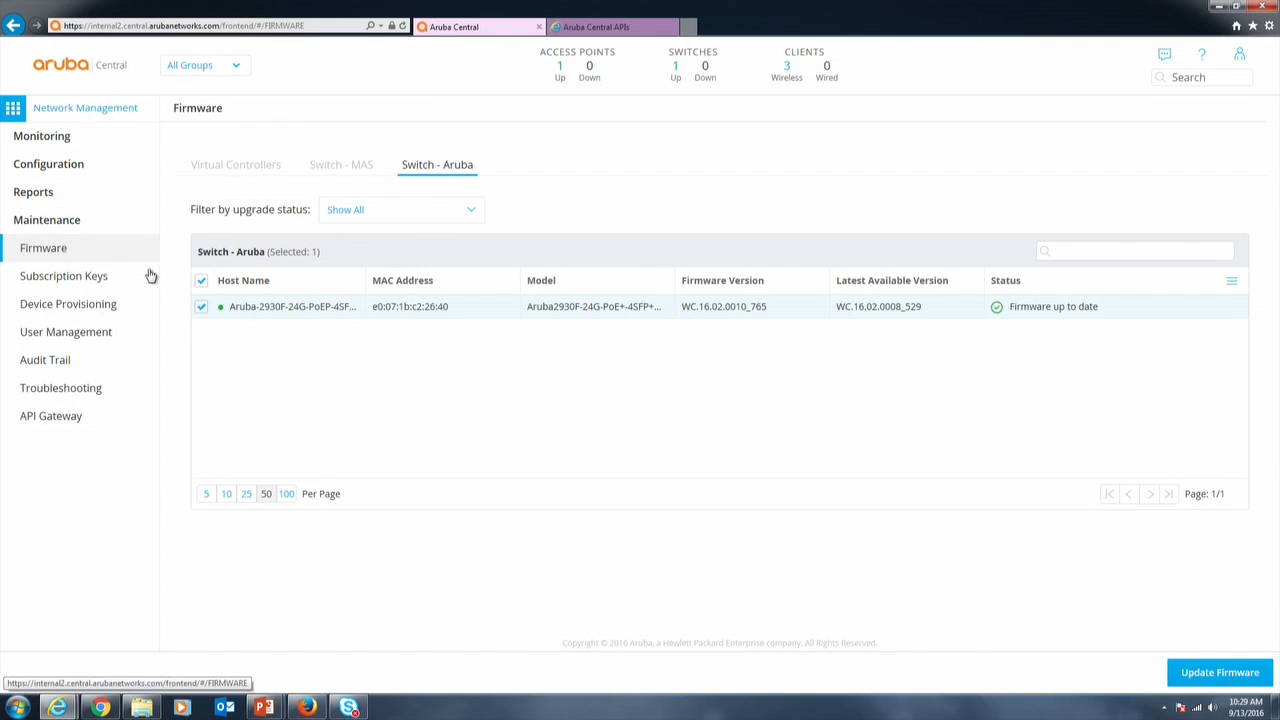 https://internal2.central.arubanetworks.com/frontend/#/FIRMWARE
Aruba Central
Aruba Central APIs
aruba Central
All Groups
ACCESS POINTS
1 0
Up Down
SWITCHES
1 0
Up Down
CLIENTS
3 0
Wireless Wired
?
Search
Network Management
Firmware
Monitoring
Configuration
Reports
Maintenance
Firmware
Subscription Keys
Device Provisioning
User Management
Audit Trail
Troubleshooting
API Gateway
Virtual Controllers Switch - MAS Switch - Aruba
Filter by upgrade status: Show All
Switch - Aruba (Selected: 1)
Host Name MAC Address Model Firmware Version Latest Available Version Status
Aruba-2930F-24G-PoEP-4SF... e0:07:1b:c2:26:40 Aruba2930F-24G-PoE+-4SFP+... WC.16.02.0010_765 WC.16.02.0008_529 Firmware up to date
5 10 25 50 100 Per Page
Page: 1/1
Copyright © 2016 Aruba, a Hewlett Packard Enterprise company. All Rights Reserved.
Update Firmware
https://internal2.central.arubanetworks.com/frontend/#/FIRMWARE
10:29 AM
9/13/2016